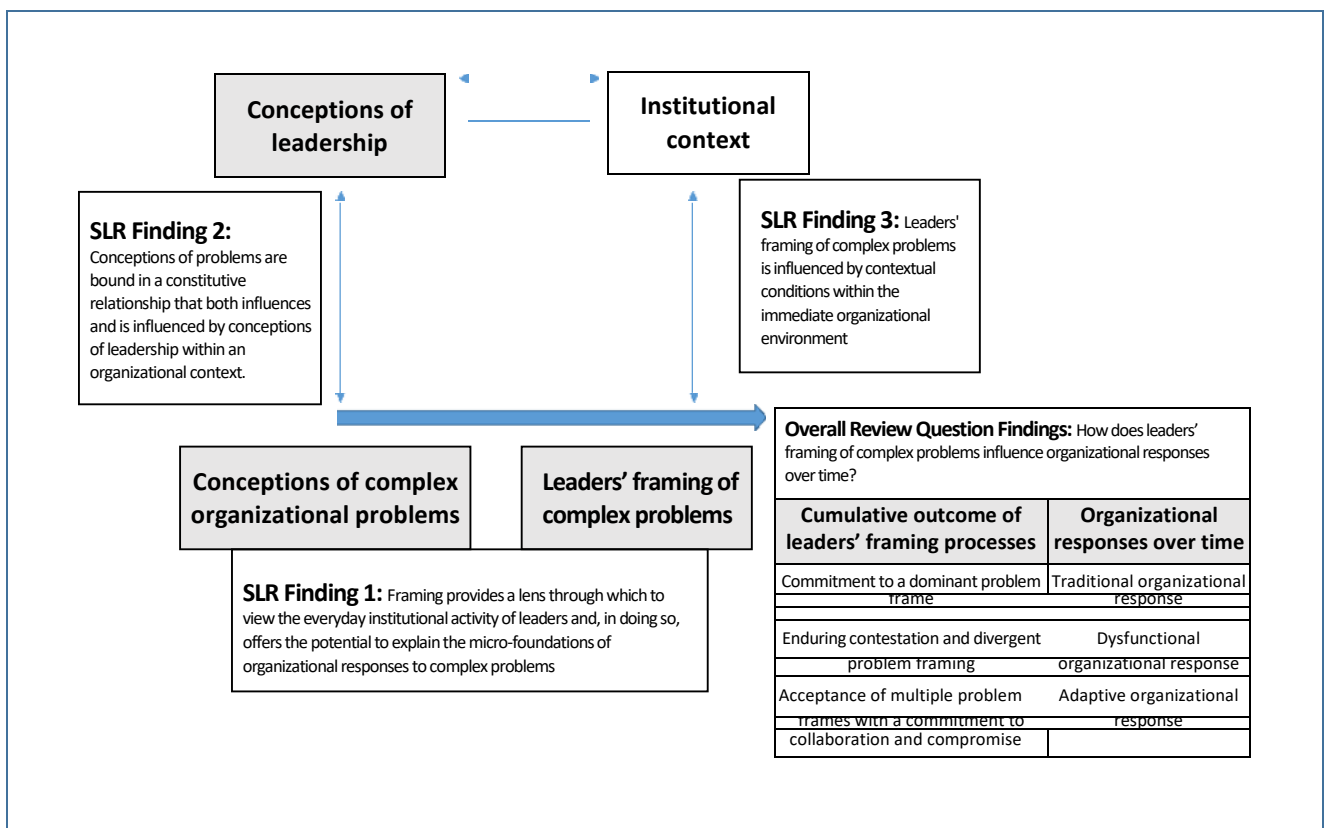 Conceptions of
leadership
Institutional
context
SLR Finding 2:
Conceptions of problems are
bound in a constitutive
relationship that both influences
and is influenced by conceptions
of leadership within an
organizational context.
SLR Finding 3: Leaders'
framing of complex problems
is influenced by contextual
conditions within the
immediate organizational
environment
Conceptions of complex
organizational problems
Leaders’ framing of
complex problems
SLR Finding 1: Framing provides a lens through which to
view the everyday institutional activity of leaders and, in doing so,
offers the potential to explain the micro-foundations of
organizational responses to complex problems
Overall Review Question Findings: How does leaders’
framing of complex problems influence organizational responses
over time?
Cumulative outcome of
leaders’ framing processes
Organizational
responses over time
Commitment to a dominant problem
frame
Traditional organizational
response
Enduring contestation and divergent
problem framing
Dysfunctional
organizational response
Acceptance of multiple problem
frames with a commitment to
collaboration and compromise
Adaptive organizational
response